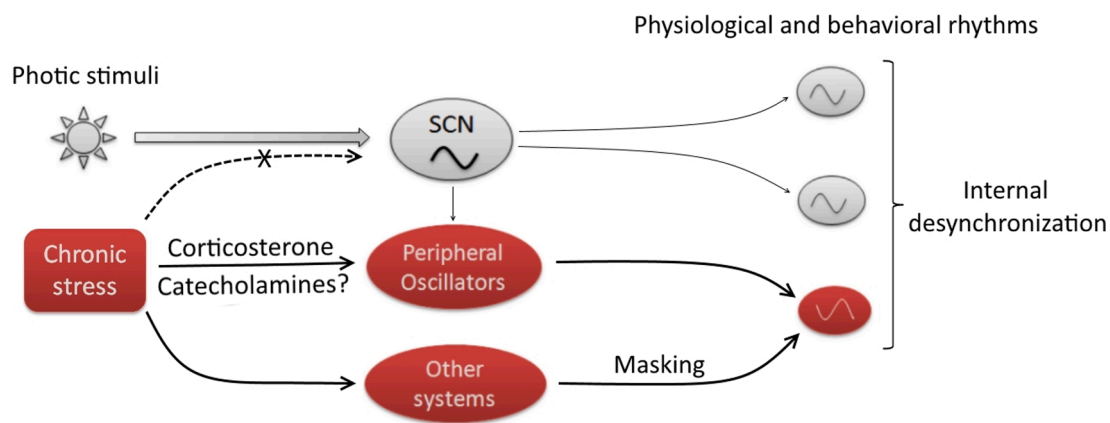 Physiological and behavioral rhythms
Photic stimuli
SCN
X
Chronic
stress
Corticosterone
Catecholamines?
Peripheral
Oscillators
Other
systems
Masking
Internal
desynchronization